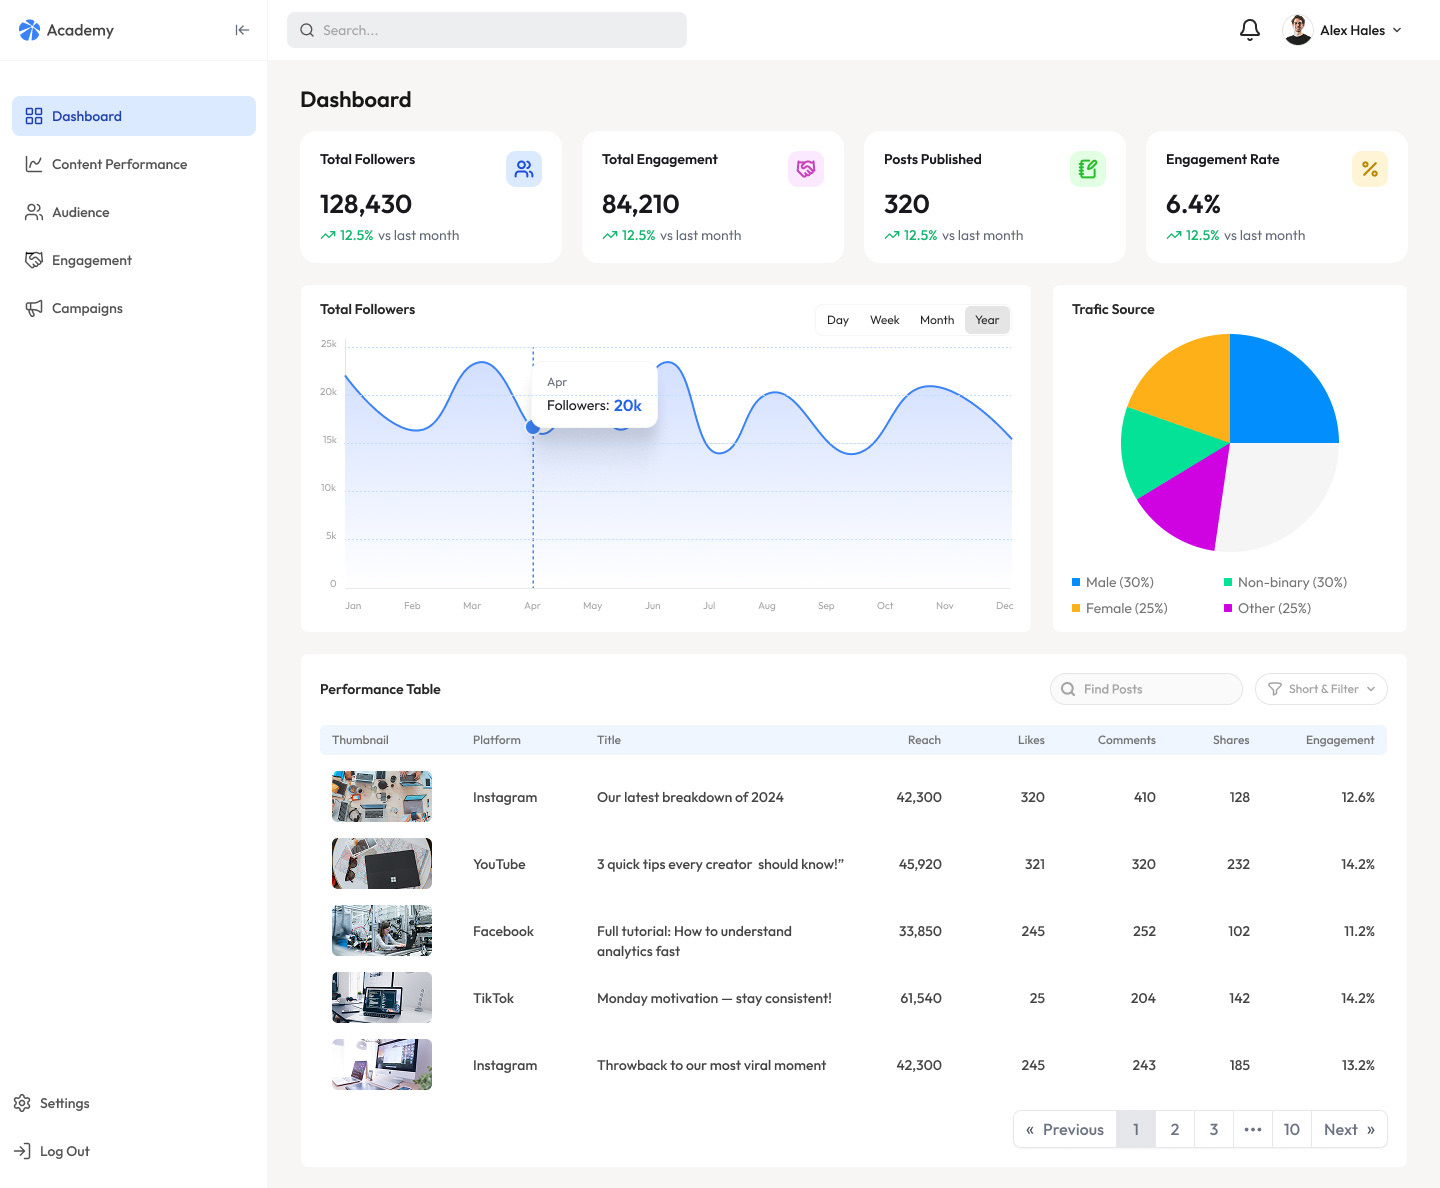 Academy
Search...
Alex Hales
Dashboard
Content Performance
Audience
Engagement
Campaigns
Settings
Log Out
Dashboard
Total Followers
128,430
12.5% vs last month
Total Engagement
84,210
12.5% vs last month
Posts Published
320
12.5% vs last month
Engagement Rate
6.4%
12.5% vs last month
Total Followers
Day Week Month Year
25k
20k
15k
10k
5k
0
Apr
Followers: 20k
Jan Feb Mar Apr May Jun Jul Aug Sep Oct Nov Dec
Trafic Source
Male (30%) Non-binary (30%)
Female (25%) Other (25%)
Performance Table
Find Posts
Short & Filter
Thumbnail Platform Title Reach Likes Comments Shares Engagement
Instagram Our latest breakdown of 2024 42,300 320 410 128 12.6%
YouTube 3 quick tips every creator  should know!” 45,920 321 320 232 14.2%
Facebook Full tutorial: How to understand 33,850 245 252 102 11.2%
analytics fast
TikTok Monday motivation — stay consistent! 61,540 25 204 142 14.2%
Instagram Throwback to our most viral moment 42,300 245 243 185 13.2%
« Previous 1 2 3 ••• 10 Next »